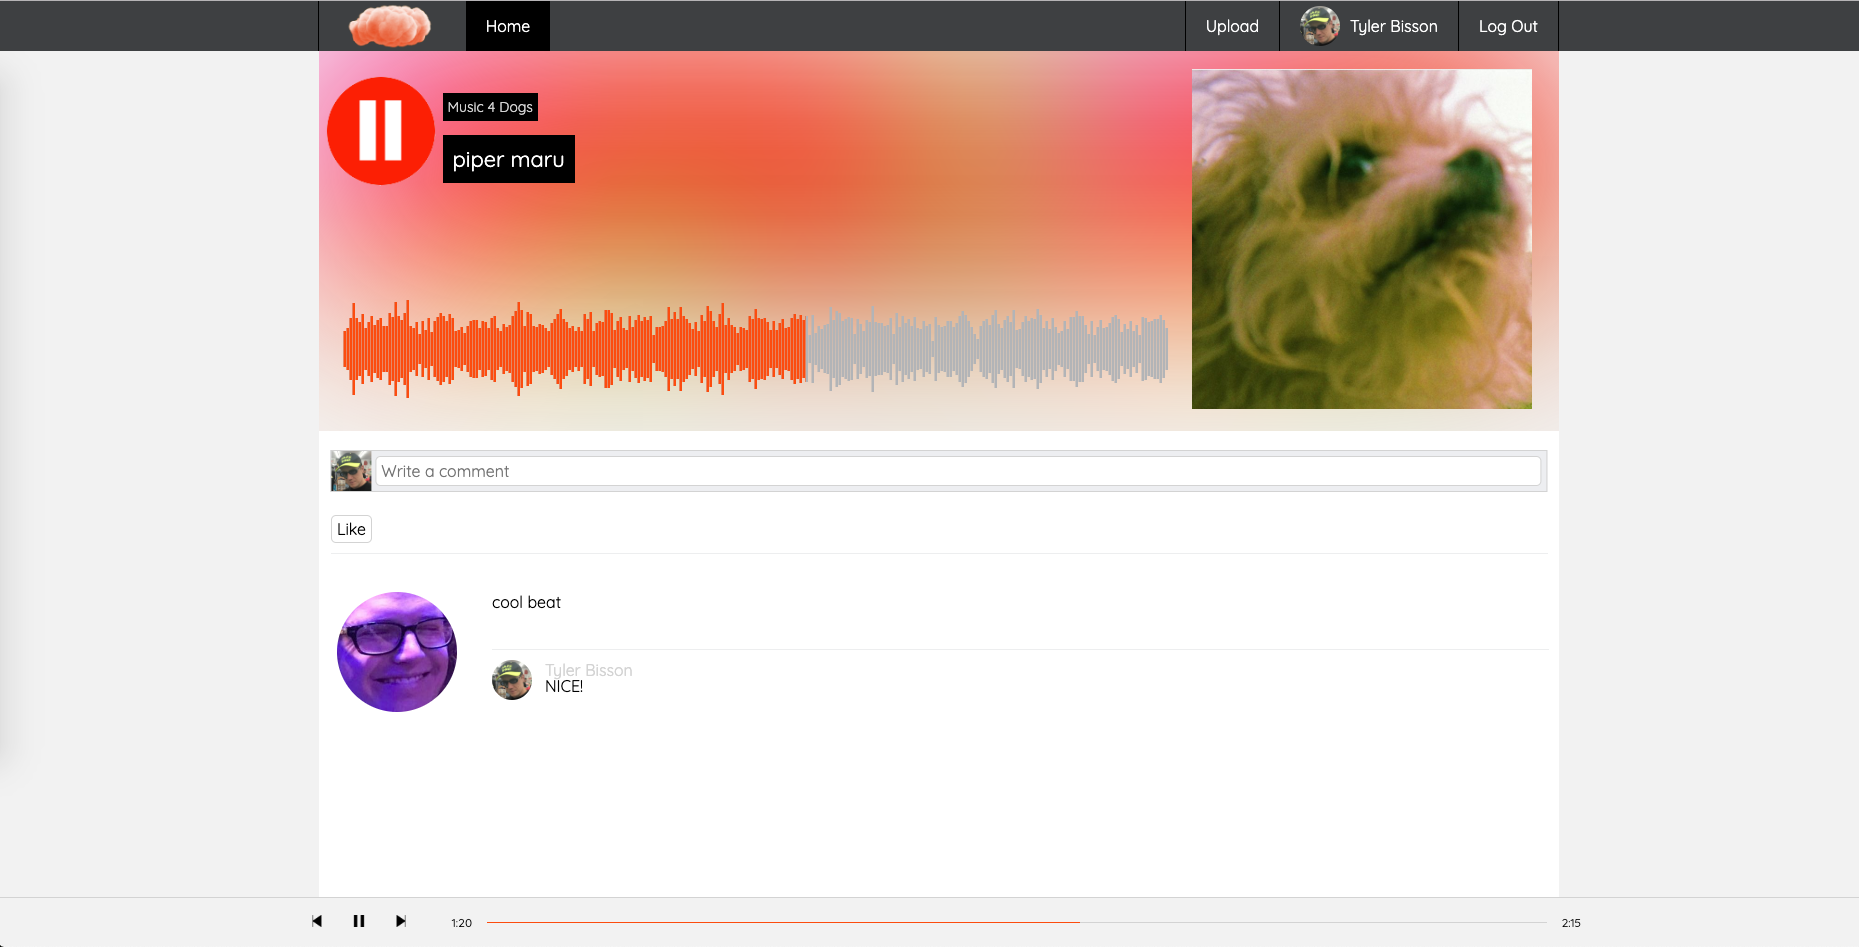 Home
Upload
Tyler Bisson
Log Out
Music 4 Dogs
piper maru
Write a comment
Like
cool beat
Tyler Bisson
NICE!
1:20
2:15